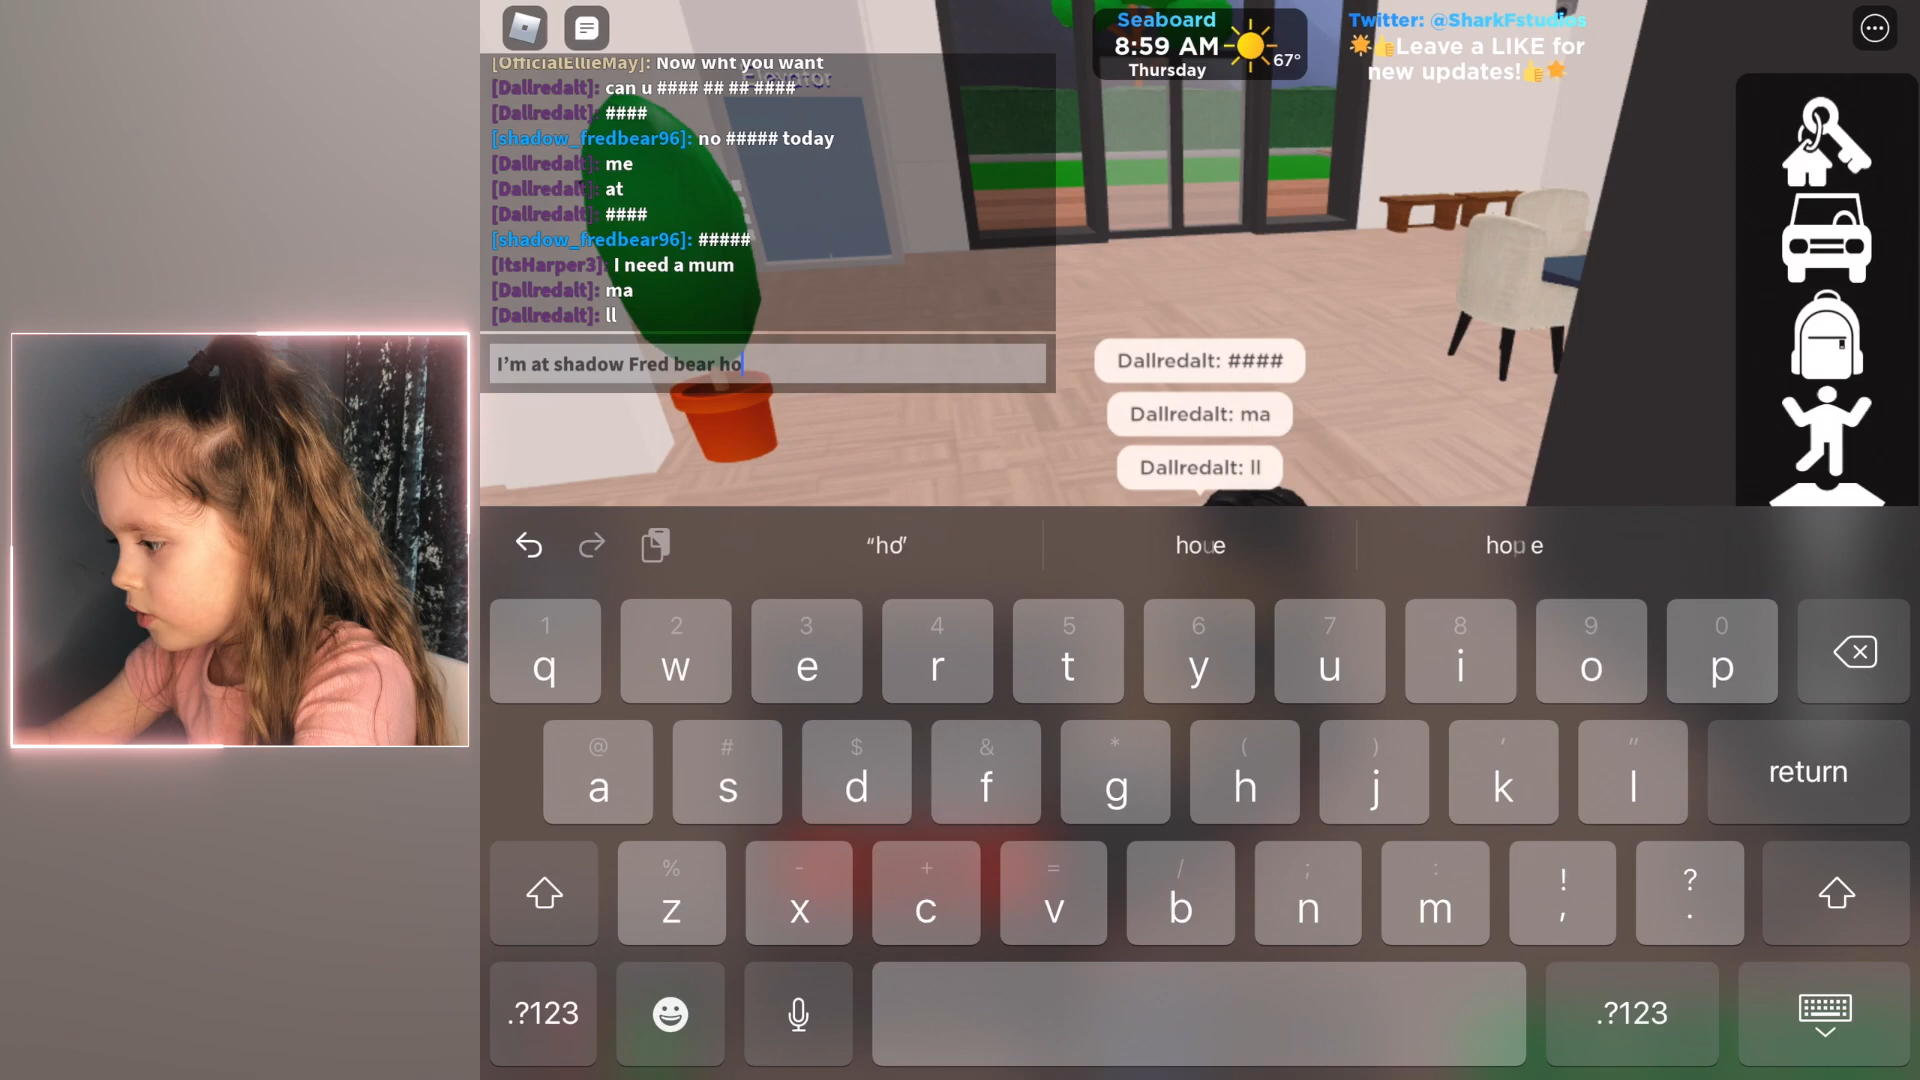 [OfficialEllieMay]: Now wht you want
[Dallredalt]: can u #### ## ## ####
[Dallredalt]: ####
[shadow_fredbear96]: no ##### today
[Dallredalt]: me
[Dallredalt]: at
[Dallredalt]: ####
[shadow_fredbear96]: #####
[ItsHarper3]: I need a mum
[Dallredalt]: ma
[Dallredalt]: ll
I'm at shadow Fred bear ho
Elevator
Seaboard
8:59 AM
67°
Thursday
Twitter: @SharkFstudios
Leave a LIKE for
new updates!
Dallredalt: ####
Dallredalt: ma
Dallredalt: ll
“ho” houe hop e
1 2 3 4 5 6 7 8 9 0
q w e r t y u i o p
@ # $ & * ( ) ' "
a s d f g h j k l return
% - + = / ; : ! ?
z x c v b n m , .
.?123 .?123